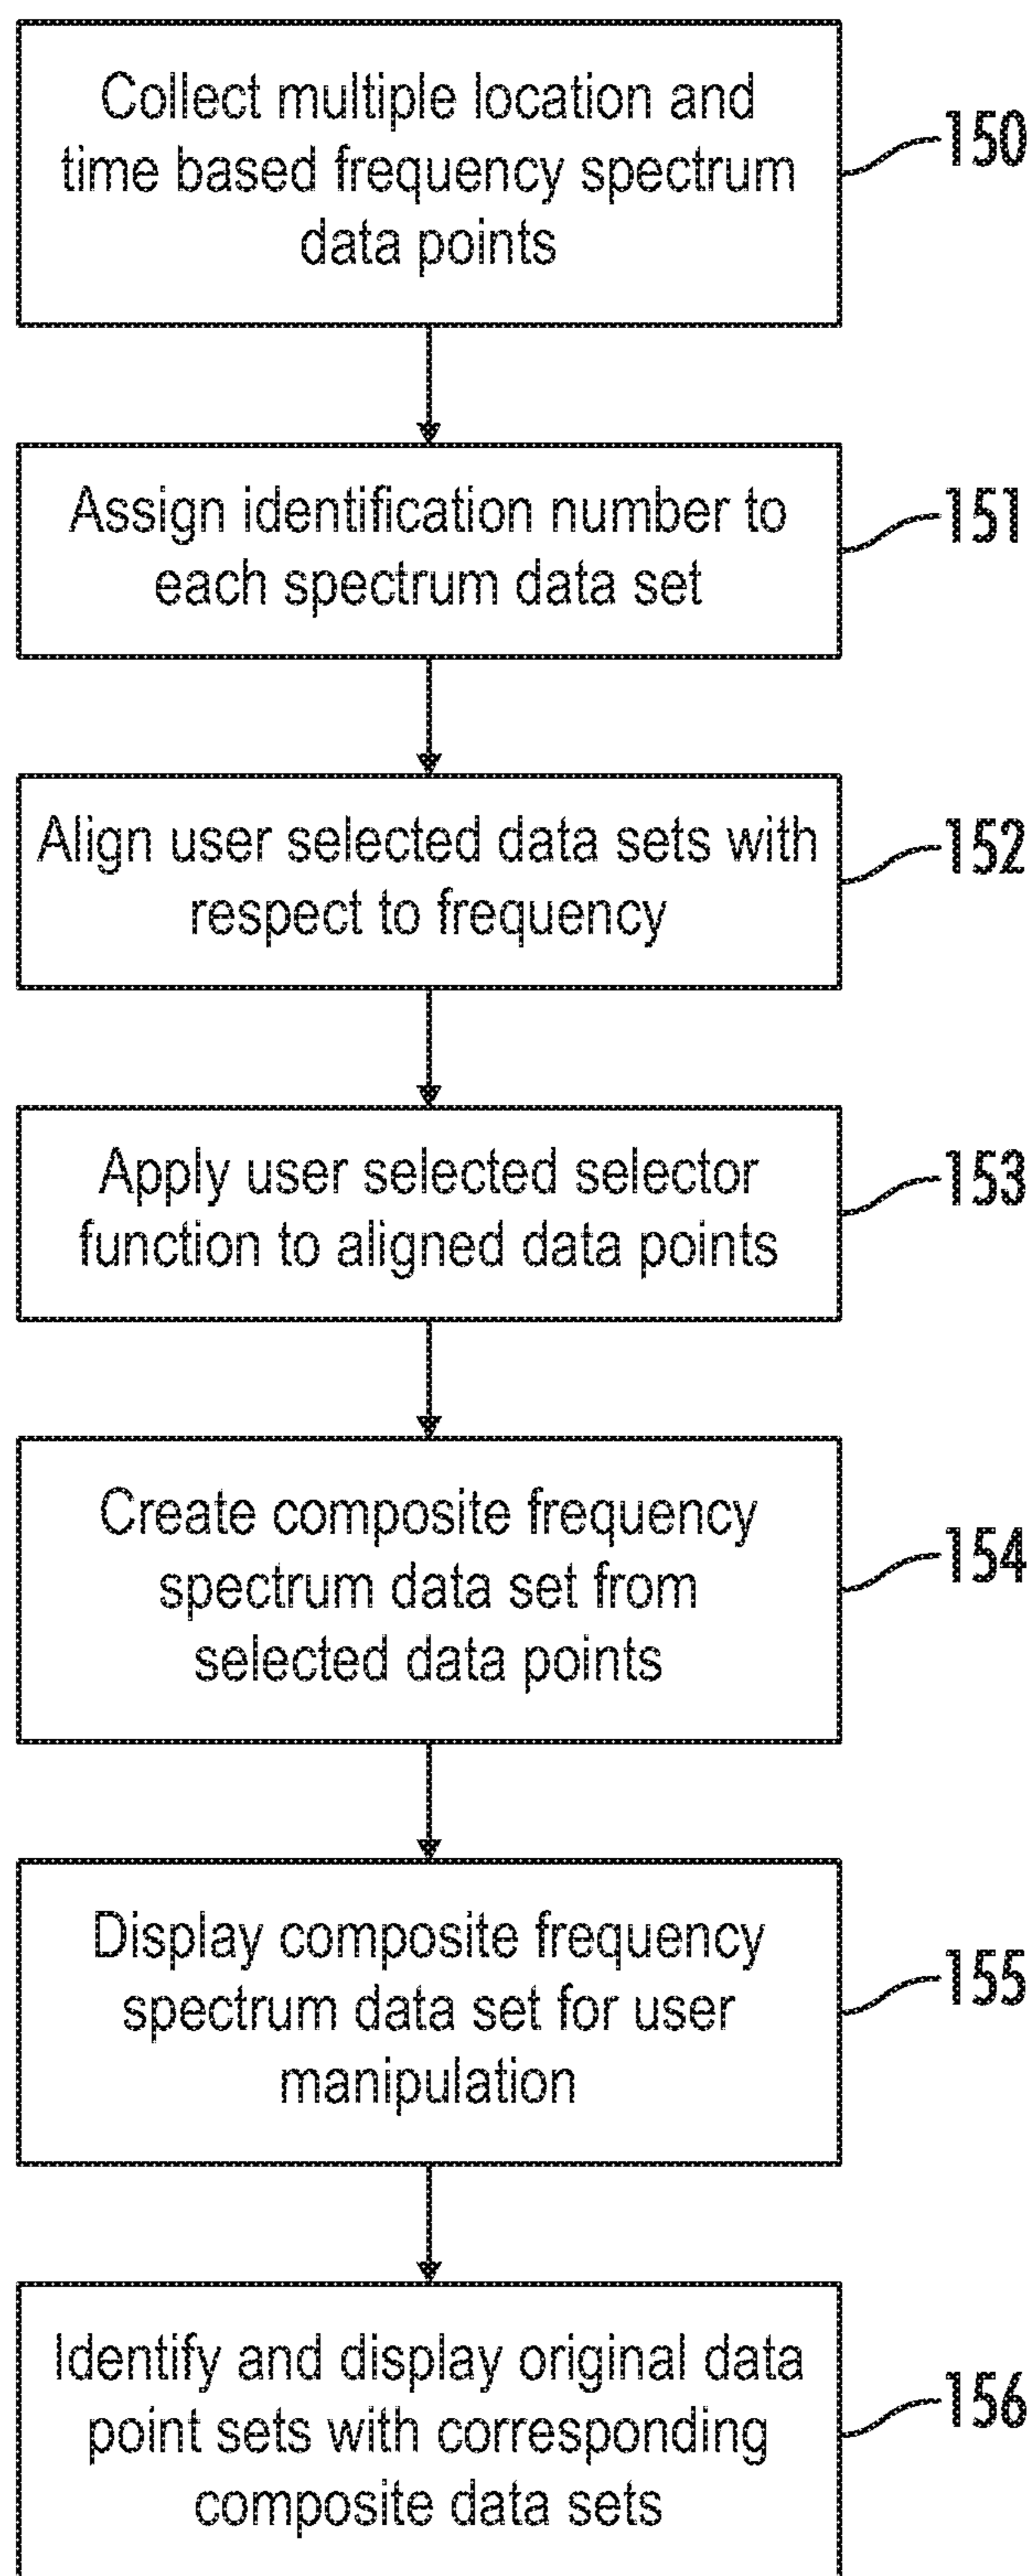 Collect multiple location and
time based frequency spectrum
data points
150
Assign identification number to
each spectrum data set
151
Align user selected data sets with
respect to frequency
152
Apply user selected selector
function to aligned data points
153
Create composite frequency
spectrum data set from
selected data points
154
Display composite frequency
spectrum data set for user
manipulation
155
Identify and display original data
point sets with corresponding
composite data sets
156